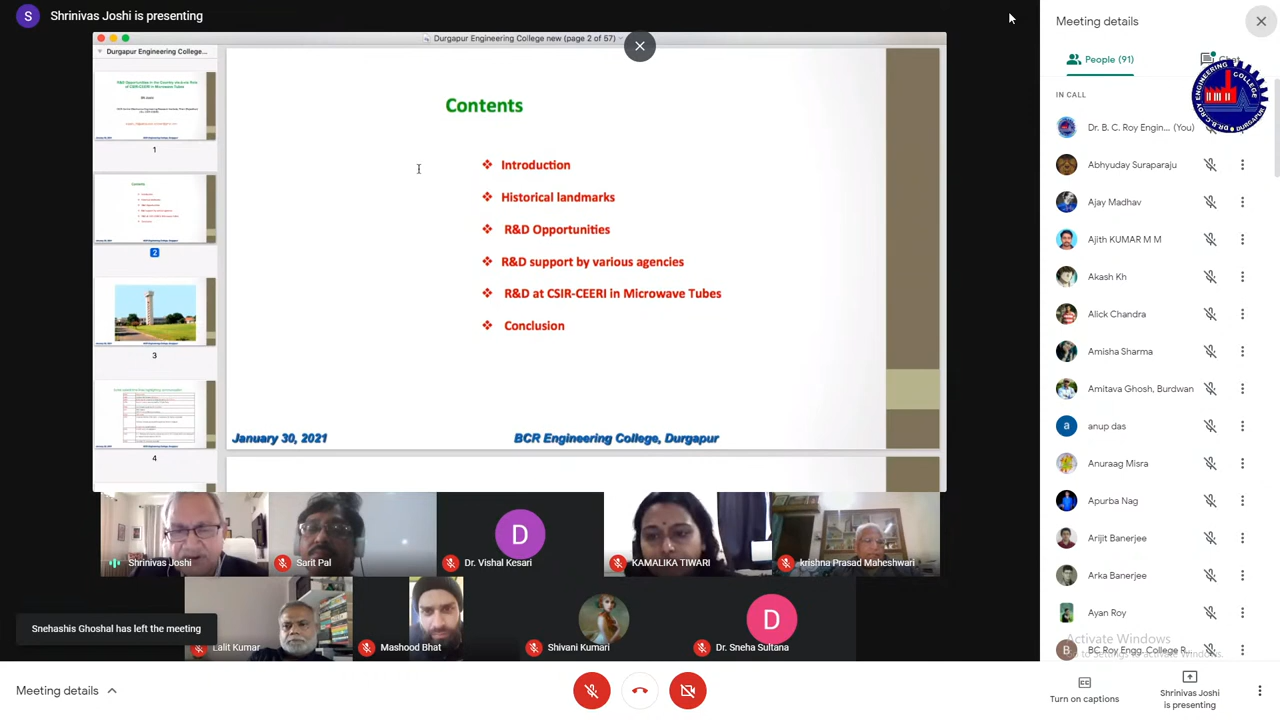 S Shrinivas Joshi is presenting
Durgapur Engineering College new (page 2 of 57)
Durgapur Engineering College...
1
2
3
4
Contents
Introduction
Historical landmarks
R&D Opportunities
R&D support by various agencies
R&D at CSIR-CEERI in Microwave Tubes
Conclusion
January 30, 2021
BCR Engineering College, Durgapur
Shrinivas Joshi
Sarit Pal
D
Dr. Vishal Kesari
KAMALIKA TIWARI
krishna Prasad Maheshwari
Snehashis Ghoshal has left the meeting
Lalit Kumar
Mashood Bhat
Shivani Kumari
D
Dr. Sneha Sultana
Meeting details
Meeting details
People (91)
Chat
IN CALL
Dr. B. C. Roy Engin... (You)
Abhyuday Suraparaju
Ajay Madhav
Ajith KUMAR M M
Akash Kh
Alick Chandra
Amisha Sharma
Amitava Ghosh, Burdwan
a anup das
Anuraag Misra
Apurba Nag
Arijit Banerjee
Arka Banerjee
Ayan Roy
B BC Roy Engg. College R...
Activate Windows
Turn on captions
Shrinivas Joshi
is presenting